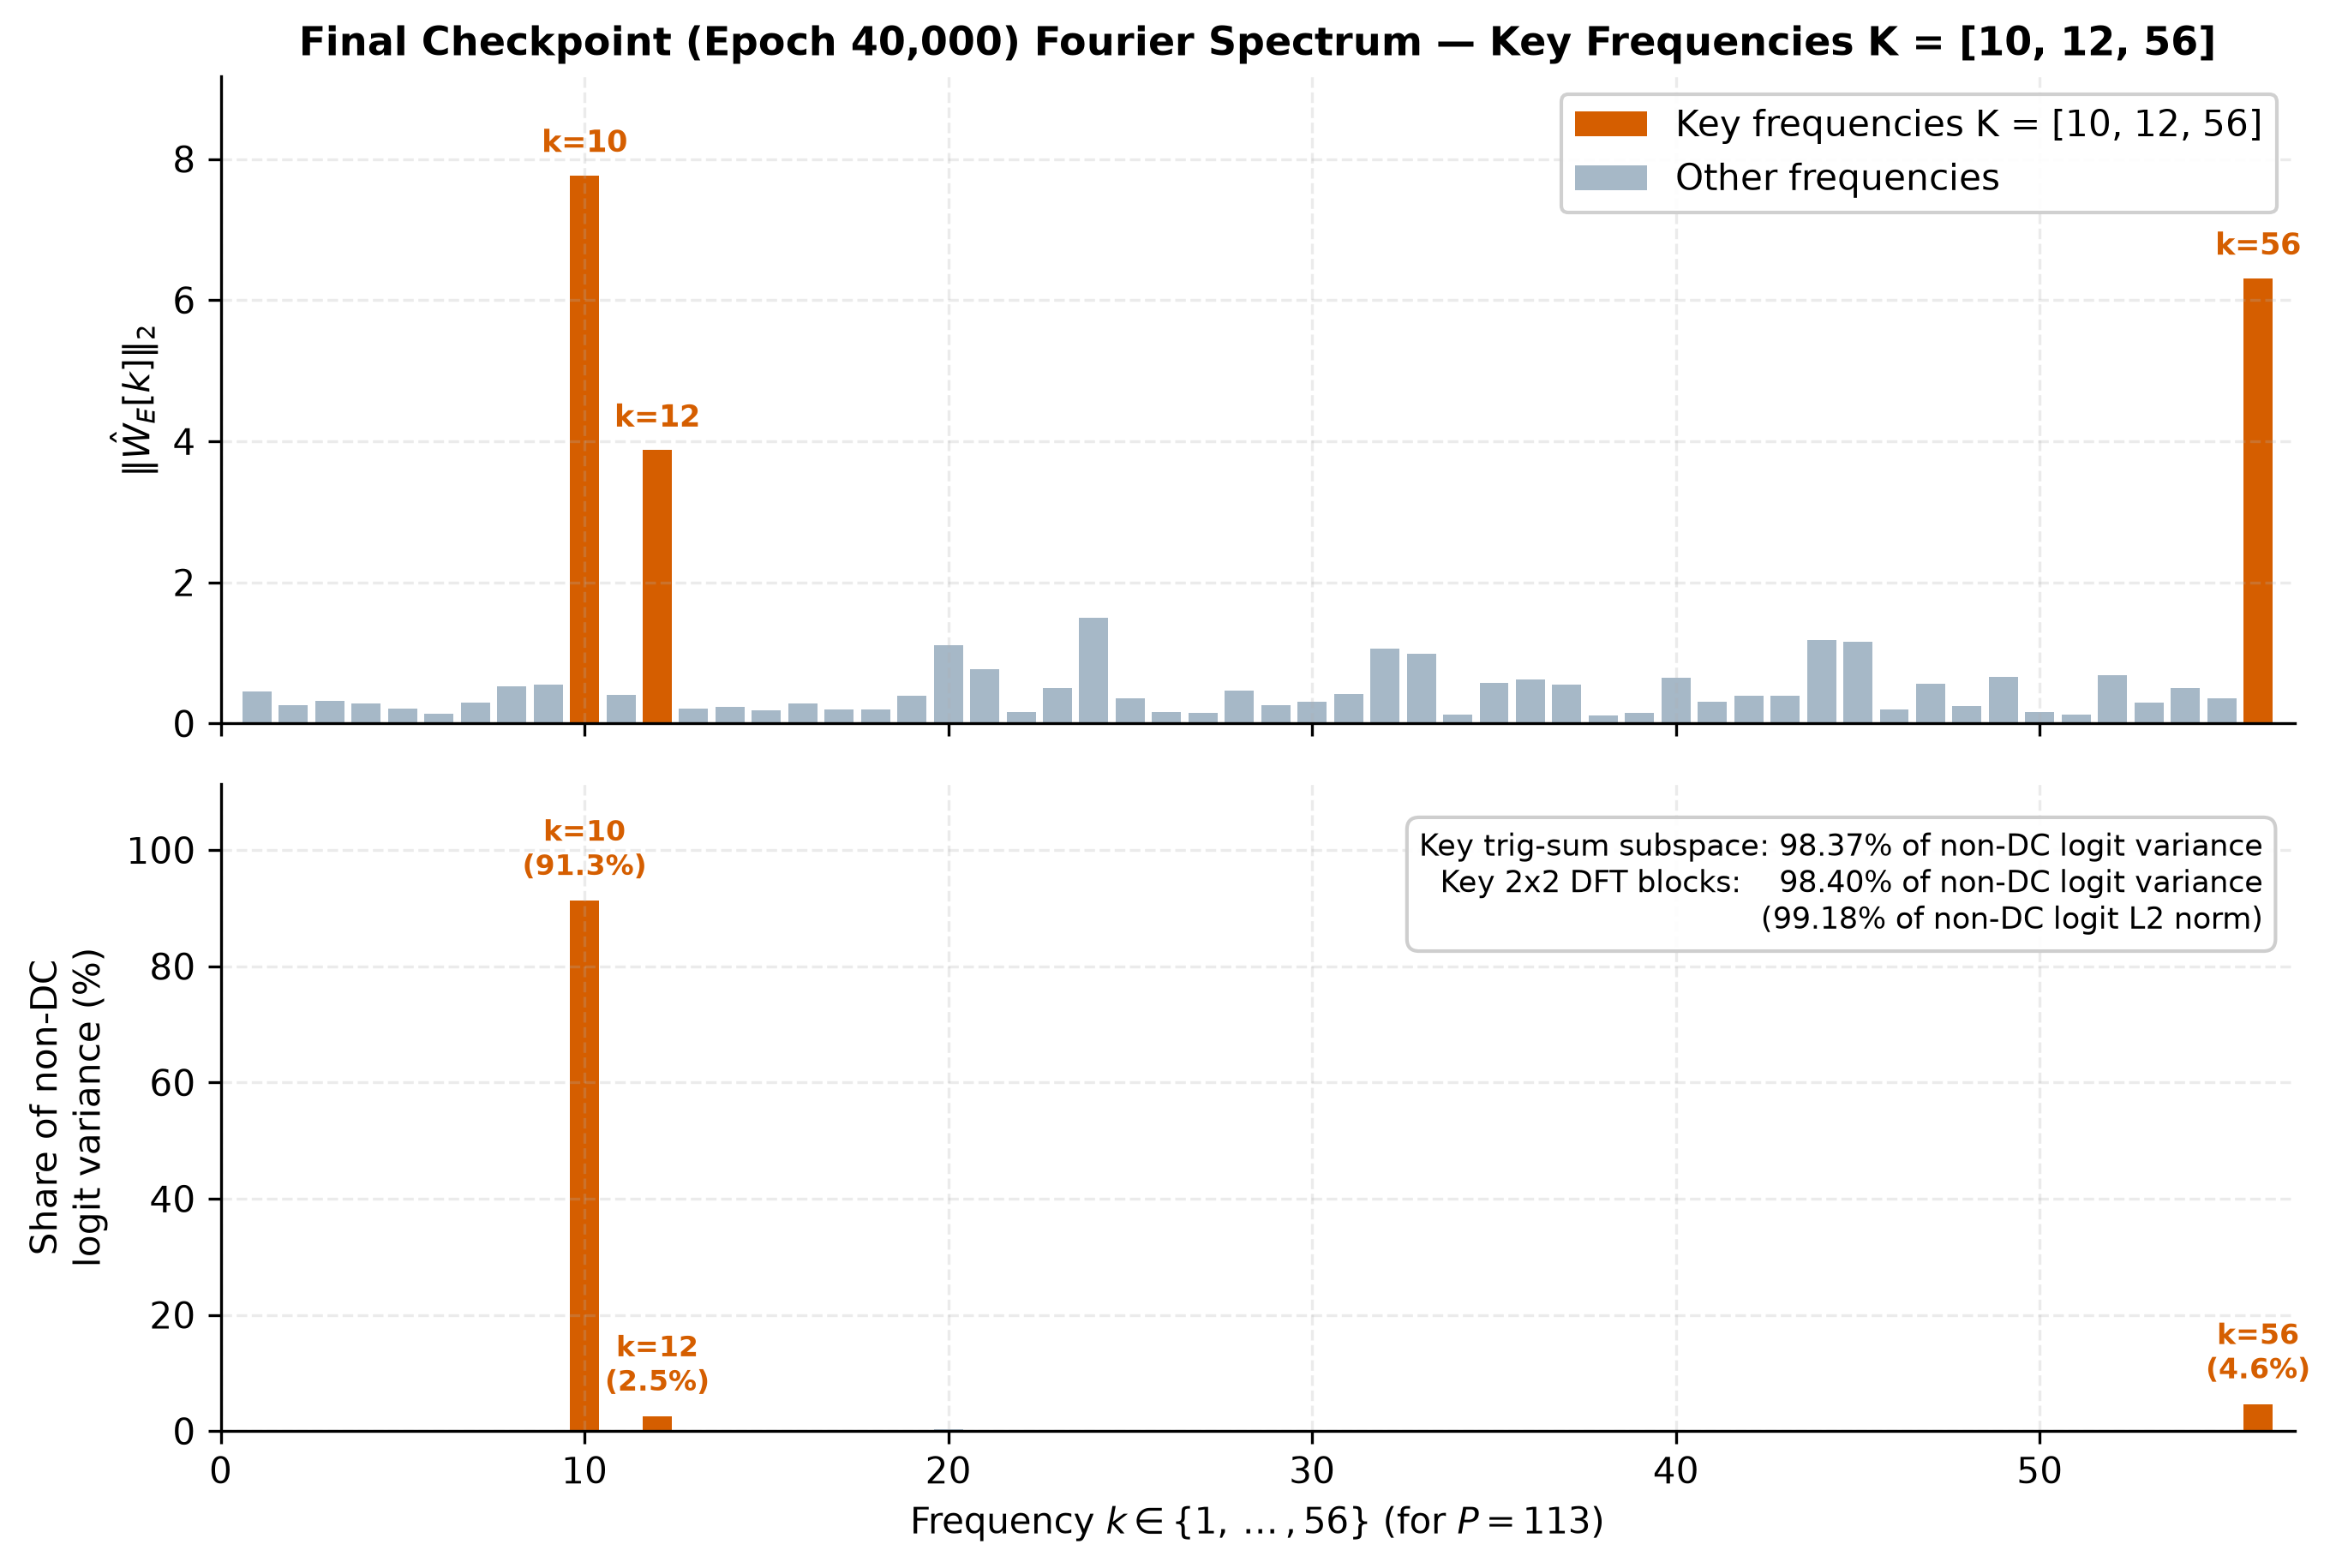 Final Checkpoint (Epoch 40,000) Fourier Spectrum — Key Frequencies K = [10, 12, 56]
Key frequencies K = [10, 12, 56]
Other frequencies
k=10
k=12
k=56
‖Ŵ_E[k]‖₂
8
6
4
2
0
k=10
(91.3%)
k=12
(2.5%)
k=56
(4.6%)
Key trig-sum subspace: 98.37% of non-DC logit variance
Key 2x2 DFT blocks: 98.40% of non-DC logit variance
(99.18% of non-DC logit L2 norm)
Share of non-DC
logit variance (%)
100
80
60
40
20
0
0 10 20 30 40 50
Frequency k ∈ {1, …, 56} (for P = 113)